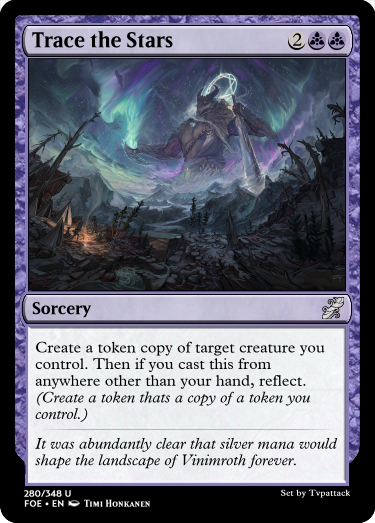 Trace the Stars 2
Sorcery
Create a token copy of target creature you
control. Then if you cast this from
anywhere other than your hand, reflect.
(Create a token thats a copy of a token you
control.)
It was abundantly clear that silver mana would
shape the landscape of Vinimroth forever.
280/348 U
FOE • EN Timi Honkanen
Set by Tvpattack